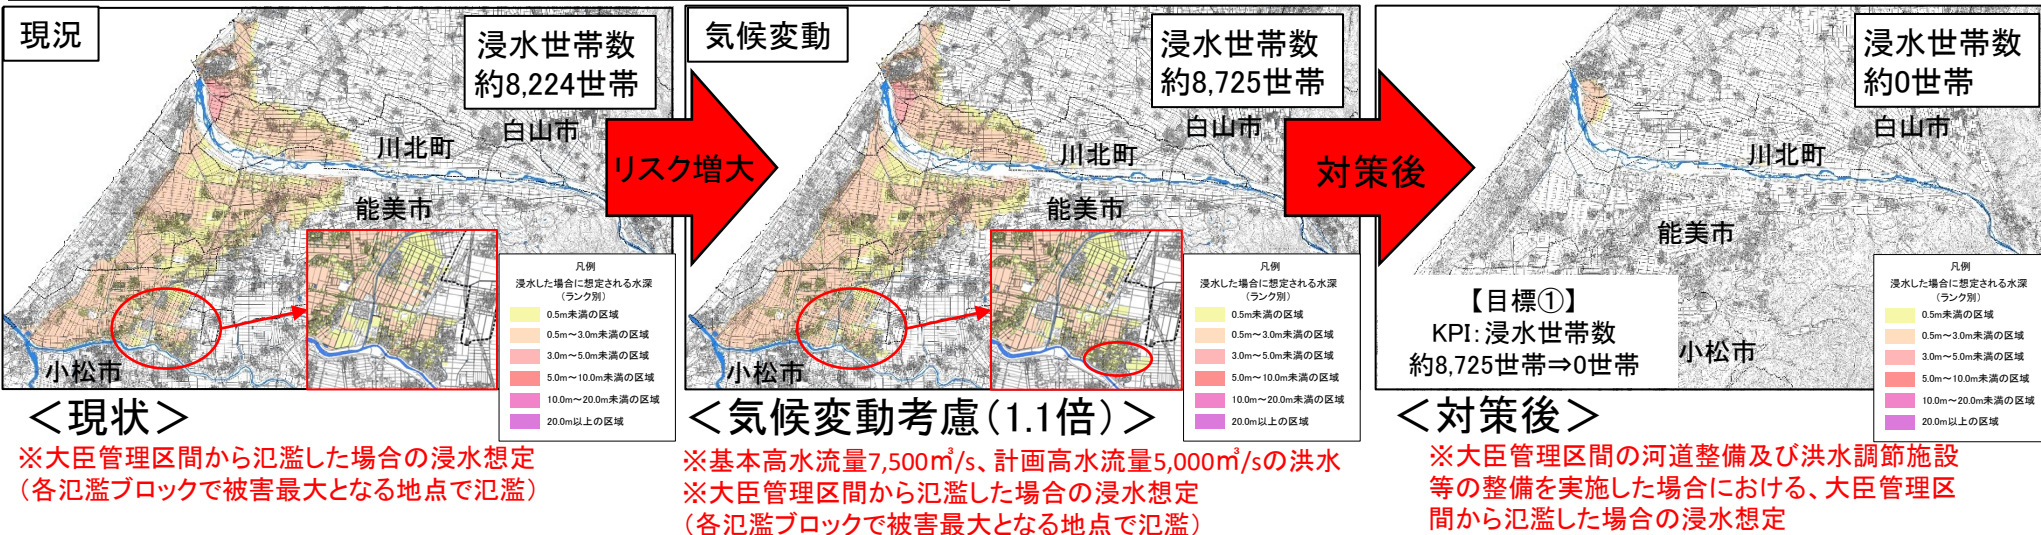 現況
浸水世帯数
約8,224世帯
白山市
川北町
能美市
小松市
凡例
浸水した場合に想定される水深
（ランク別）
0.5m未満の区域
0.5m～3.0m未満の区域
3.0m～5.0m未満の区域
5.0m～10.0m未満の区域
10.0m～20.0m未満の区域
20.0m以上の区域
＜現状＞
※大臣管理区間から氾濫した場合の浸水想定
（各氾濫ブロックで被害最大となる地点で氾濫）
リスク増大
気候変動
浸水世帯数
約8,725世帯
白山市
川北町
能美市
小松市
凡例
浸水した場合に想定される水深
（ランク別）
0.5m未満の区域
0.5m～3.0m未満の区域
3.0m～5.0m未満の区域
5.0m～10.0m未満の区域
10.0m～20.0m未満の区域
20.0m以上の区域
＜気候変動考慮（1.1倍）＞
※基本高水流量7,500㎥/s、計画高水流量5,000㎥/sの洪水
※大臣管理区間から氾濫した場合の浸水想定
（各氾濫ブロックで被害最大となる地点で氾濫）
対策後
浸水世帯数
約0世帯
白山市
川北町
能美市
小松市
【目標①】
KPI：浸水世帯数
約8,725世帯⇒0世帯
凡例
浸水した場合に想定される水深
（ランク別）
0.5m未満の区域
0.5m～3.0m未満の区域
3.0m～5.0m未満の区域
5.0m～10.0m未満の区域
10.0m～20.0m未満の区域
20.0m以上の区域
＜対策後＞
※大臣管理区間の河道整備及び洪水調節施設
等の整備を実施した場合における、大臣管理区
間から氾濫した場合の浸水想定